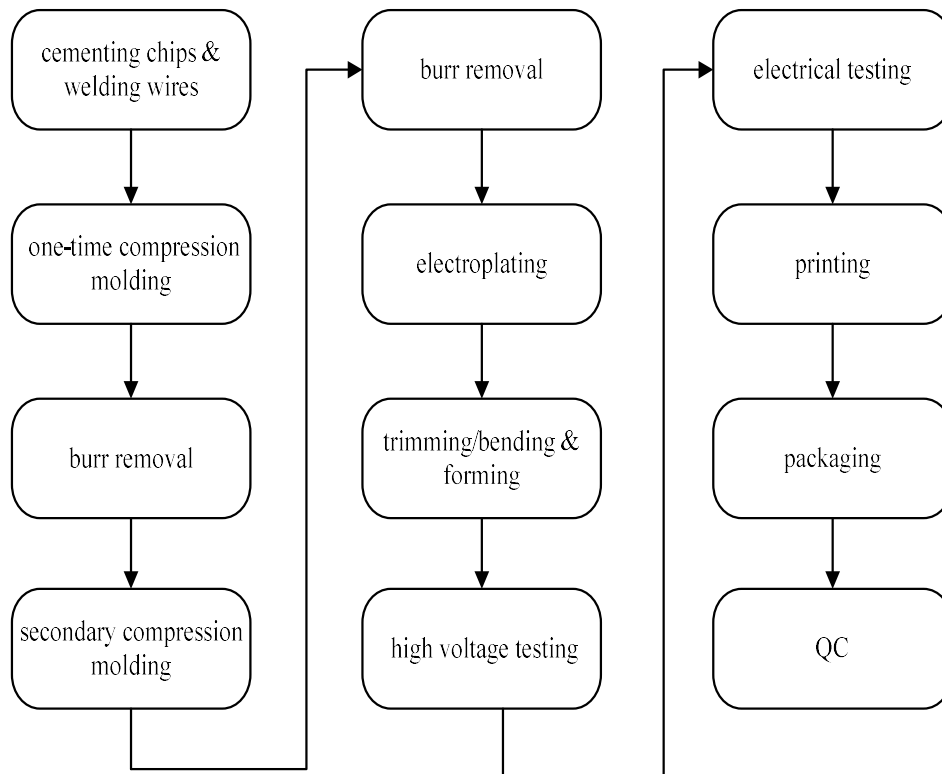 cementing chips &
welding wires
one-time compression
molding
burr removal
secondary compression
molding
burr removal
electroplating
trimming/bending &
forming
high voltage testing
electrical testing
printing
packaging
QC